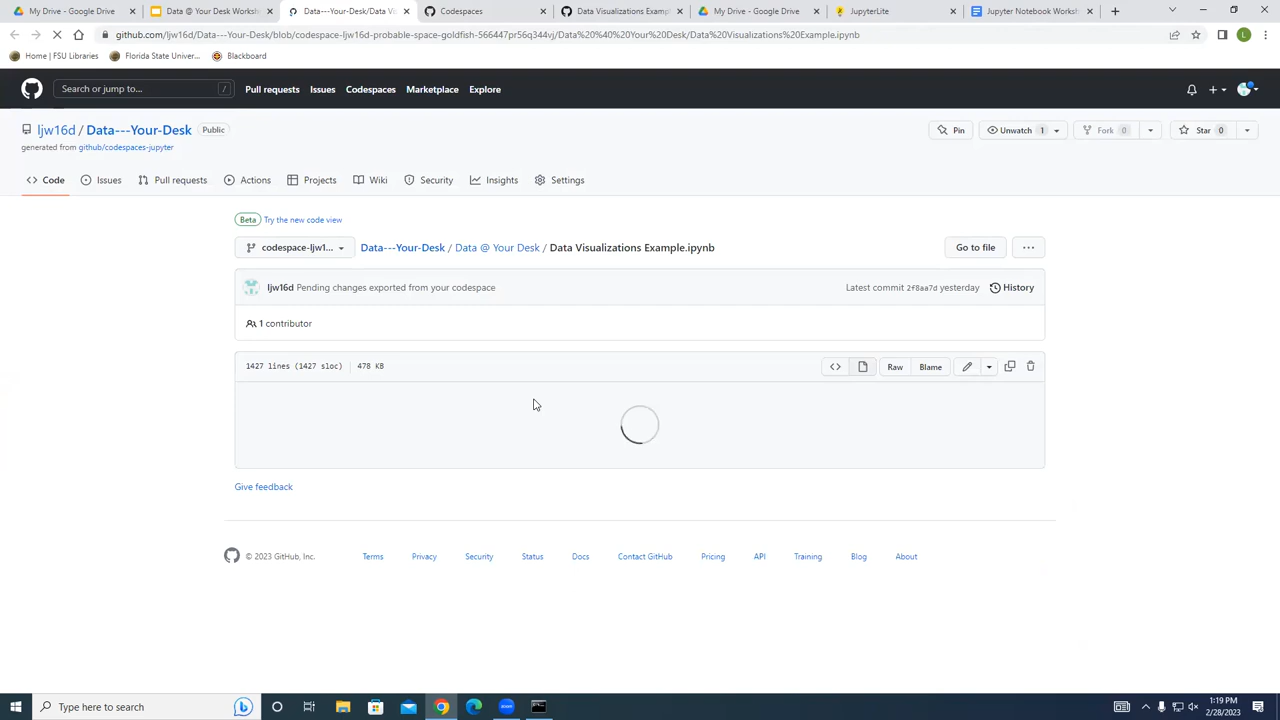 My Drive - Google Drive
Data @ Your Desk Worksh
Data---Your-Desk/Data Vis
Codespaces
Data Visualizations Examp
My Drive - Google Drive
JupyterLite
Jupyter Notebook Worksh
github.com/ljw16d/Data---Your-Desk/blob/codespace-ljw16d-probable-space-goldfish-566447pr56q344vj/Data%20%40%20Your%20Desk/Data%20Visualizations%20Example.ipynb
L
Home | FSU Libraries
Florida State Univer...
Blackboard
Search or jump to...
/
Pull requests
Issues
Codespaces
Marketplace
Explore
ljw16d / Data---Your-Desk
Public
Pin
Unwatch 1
Fork 0
Star 0
generated from github/codespaces-jupyter
Code
Issues
Pull requests
Actions
Projects
Wiki
Security
Insights
Settings
Beta Try the new code view
codespace-ljw1...
Data---Your-Desk / Data @ Your Desk / Data Visualizations Example.ipynb
Go to file
ljw16d Pending changes exported from your codespace
Latest commit 2f8aa7d yesterday
History
1 contributor
1427 lines (1427 sloc)
478 KB
Raw
Blame
Give feedback
© 2023 GitHub, Inc.
Terms
Privacy
Security
Status
Docs
Contact GitHub
Pricing
API
Training
Blog
About
Type here to search
zoom
1:19 PM
2/28/2023